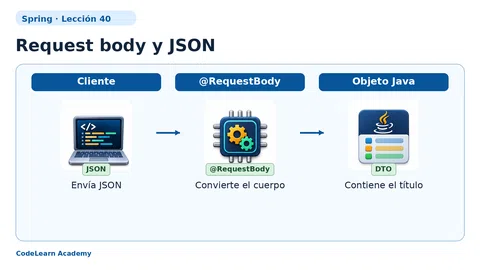 Spring · Lección 40
Request body y JSON
Cliente
@RequestBody
Objeto Java
</>
JSON
@RequestBody
DTO
Envía JSON
Convierte el cuerpo
Contiene el título
CodeLearn Academy